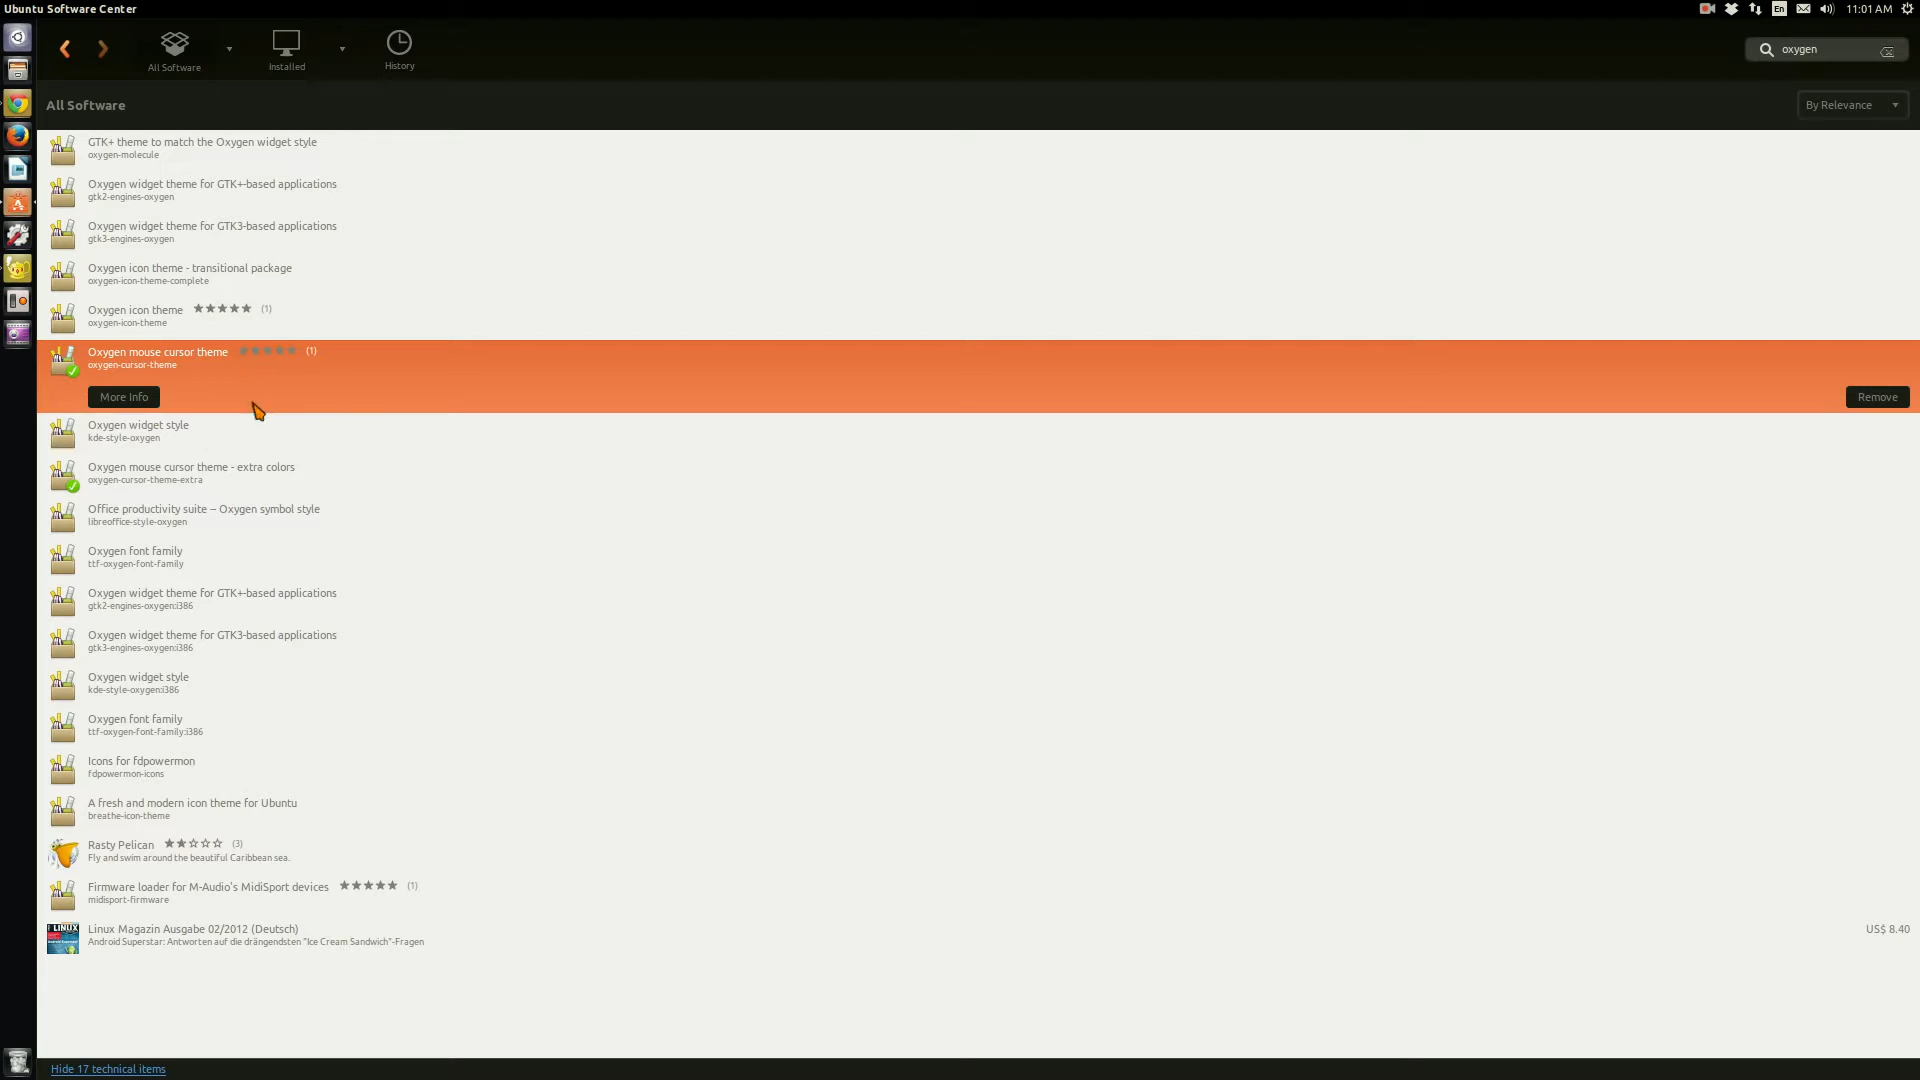 Ubuntu Software Center
En
11:01 AM
All Software
Installed
History
oxygen
All Software
By Relevance
GTK+ theme to match the Oxygen widget style
oxygen-molecule
Oxygen widget theme for GTK+-based applications
gtk2-engines-oxygen
Oxygen widget theme for GTK3-based applications
gtk3-engines-oxygen
Oxygen icon theme - transitional package
oxygen-icon-theme-complete
Oxygen icon theme (1)
oxygen-icon-theme
Oxygen mouse cursor theme (1)
oxygen-cursor-theme
More Info
Remove
Oxygen widget style
kde-style-oxygen
Oxygen mouse cursor theme - extra colors
oxygen-cursor-theme-extra
Office productivity suite – Oxygen symbol style
libreoffice-style-oxygen
Oxygen font family
ttf-oxygen-font-family
Oxygen widget theme for GTK+-based applications
gtk2-engines-oxygen:i386
Oxygen widget theme for GTK3-based applications
gtk3-engines-oxygen:i386
Oxygen widget style
kde-style-oxygen:i386
Oxygen font family
ttf-oxygen-font-family:i386
Icons for fdpowermon
fdpowermon-icons
A fresh and modern icon theme for Ubuntu
breathe-icon-theme
Rasty Pelican (3)
Fly and swim around the beautiful Caribbean sea.
Firmware loader for M-Audio's MidiSport devices (1)
midisport-firmware
LINUX
Linux Magazin Ausgabe 02/2012 (Deutsch)
US$ 8.40
Android Superstar: Antworten auf die drängendsten "Ice Cream Sandwich"-Fragen
Hide 17 technical items